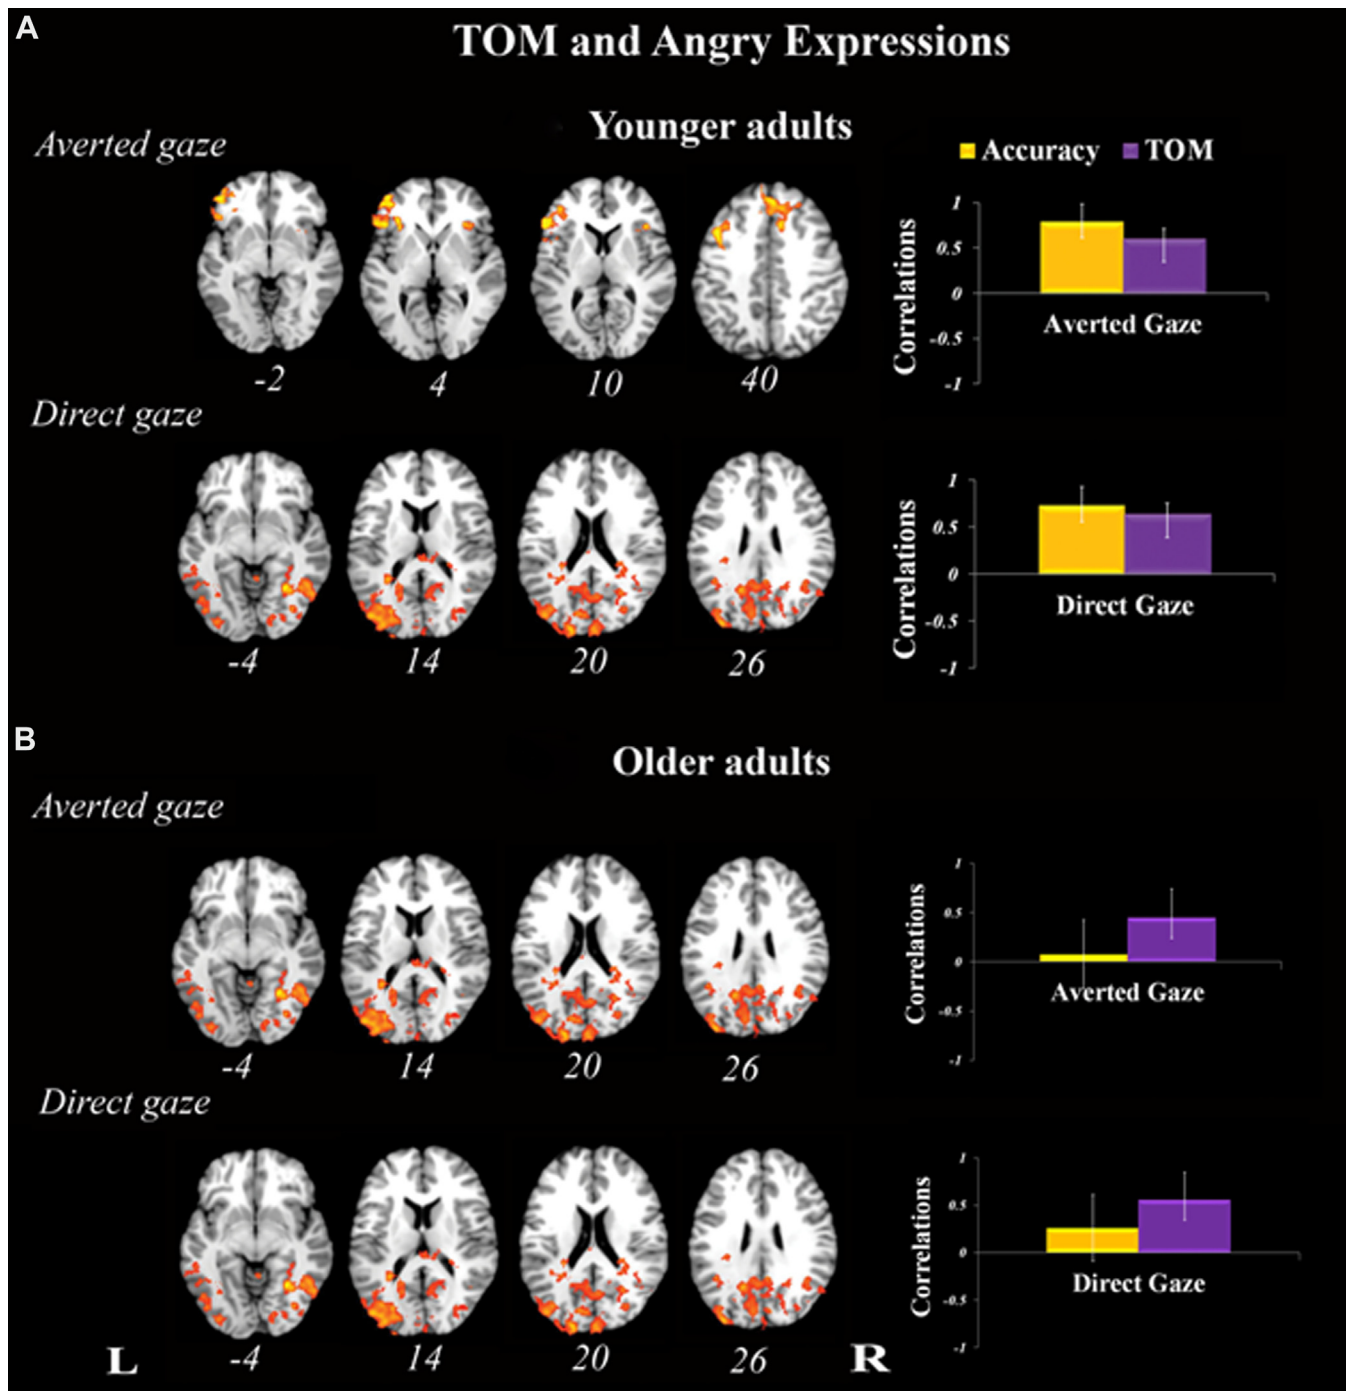 A
TOM and Angry Expressions
Younger adults
Averted gaze
Accuracy TOM
-2 4 10 40
Correlations
1
0.5
0
-0.5
-1
Averted Gaze
Direct gaze
-4 14 20 26
Correlations
1
0.5
0
-0.5
-1
Direct Gaze
B
Older adults
Averted gaze
-4 14 20 26
Correlations
1
0.5
0
-0.5
-1
Averted Gaze
Direct gaze
-4 14 20 26
Correlations
1
0.5
0
-0.5
-1
Direct Gaze
L R